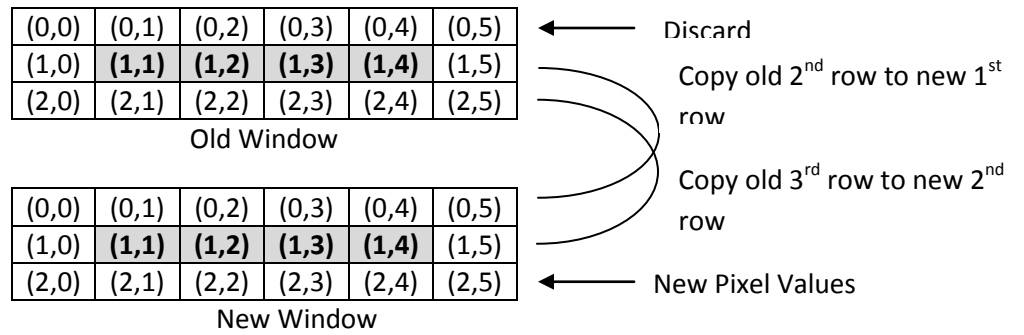 (0,0) (0,1) (0,2) (0,3) (0,4) (0,5)
Discard
(1,0) (1,1) (1,2) (1,3) (1,4) (1,5)
(2,0) (2,1) (2,2) (2,3) (2,4) (2,5)
Old Window
Copy old 2nd row to new 1st
row
Copy old 3rd row to new 2nd
row
(0,0) (0,1) (0,2) (0,3) (0,4) (0,5)
(1,0) (1,1) (1,2) (1,3) (1,4) (1,5)
(2,0) (2,1) (2,2) (2,3) (2,4) (2,5)
New Pixel Values
New Window